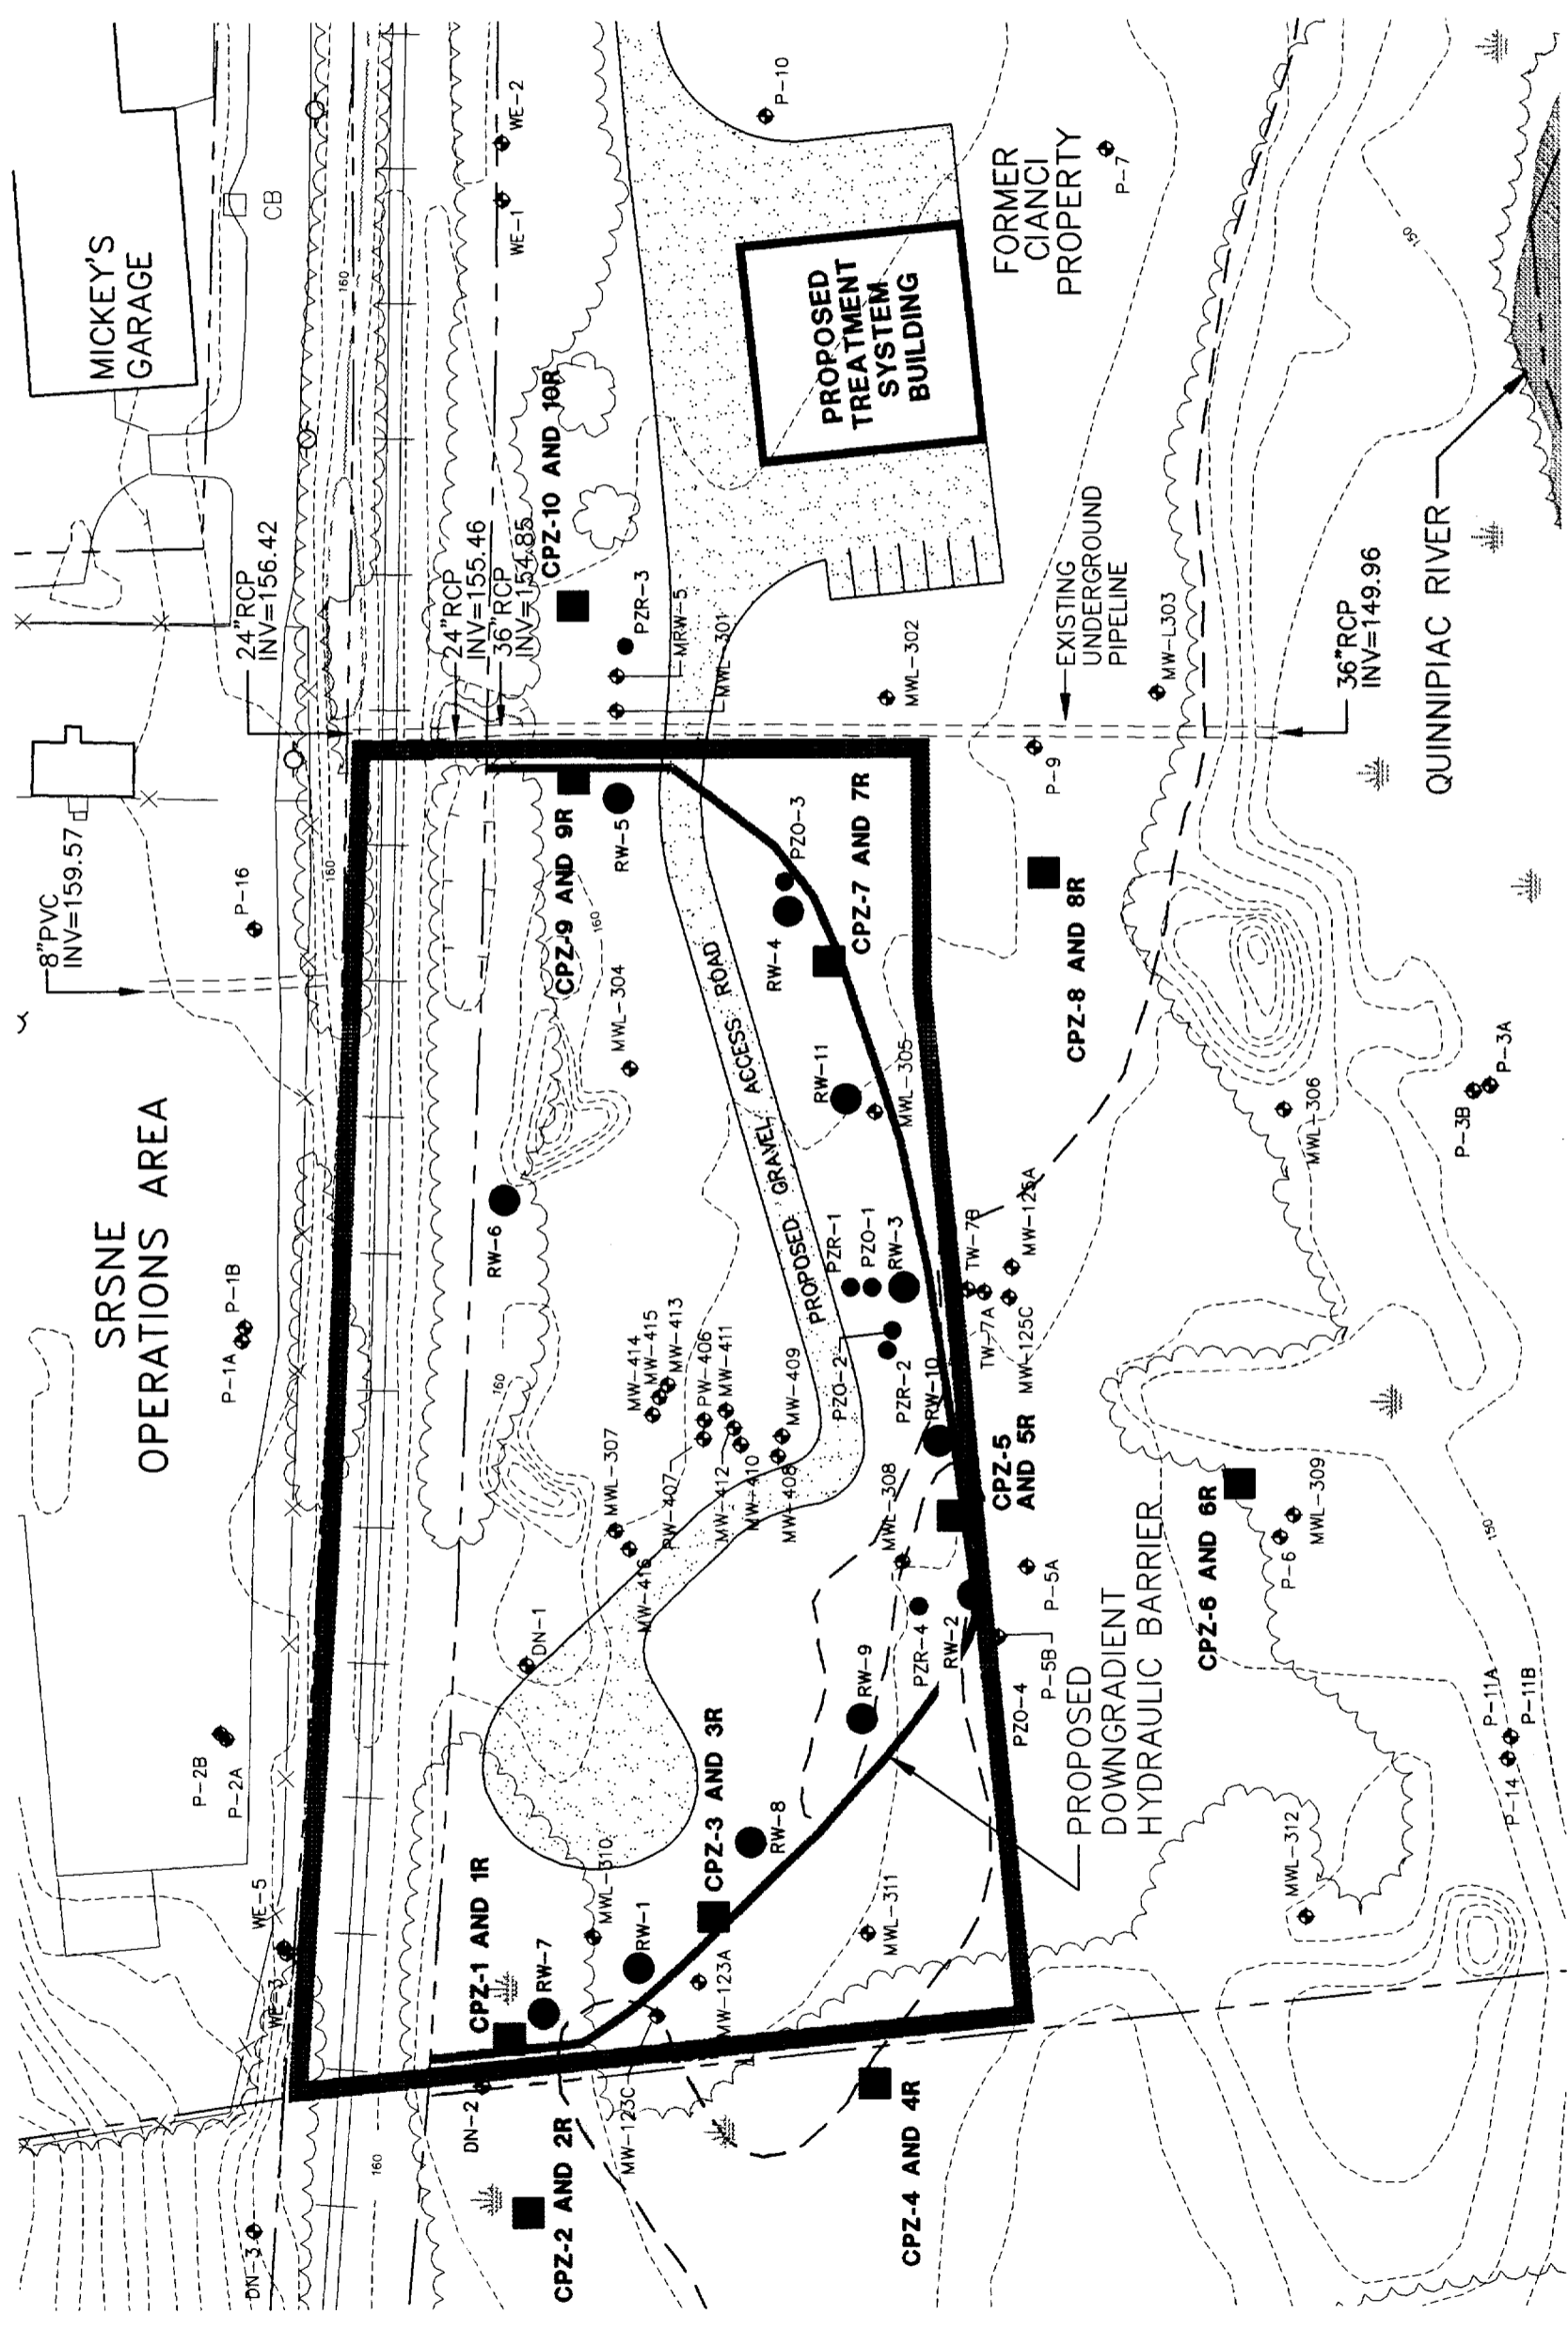 MICKEY'S
GARAGE
CB
WE-2
WE-1
P-10
FORMER
CIANCI
PROPERTY
P-7
150
PROPOSED
TREATMENT
SYSTEM
BUILDING
160
24"RCP
INV=156.42
24"RCP
INV=155.46
36"RCP
INV=154.85
CPZ-10 AND 10R
PZR-3
MRW-5
MWL-301
MWL-302
EXISTING
UNDERGROUND
PIPELINE
MW-L303
36"RCP
INV=149.96
QUINNIPIAC RIVER
8"PVC
INV=159.57
P-16
160
CPZ-9 AND 9R
160
RW-5
PZO-3
RW-4
CPZ-7 AND 7R
P-9
CPZ-8 AND 8R
MWL-304
RW-11
MWL-305
MWL-306
P-3B
P-3A
SRSNE
OPERATIONS AREA
P-1A
P-1B
RW-6
PROPOSED GRAVEL ACCESS ROAD
PZR-1
PZO-1
RW-3
TW-7B
TW-7A
MW-125A
MW-125C
160
MW-414
MW-415
MW-413
PW-406
MW-411
MW-409
PZO-2
PZR-2
RW-10
MWL-307
PW-407
MW-412
MW-410
MW-408
MW-416
MWL-308
CPZ-5
AND 5R
CPZ-6 AND 6R
P-6
MWL-309
150
DN-1
RW-9
PZR-4
RW-2
PZO-4
P-5B
P-5A
PROPOSED
DOWNGRADIENT
HYDRAULIC BARRIER
P-2B
P-2A
WE-5
WE-3
CPZ-1 AND 1R
RW-7
MWL-310
RW-1
CPZ-3 AND 3R
RW-8
MW-123A
MWL-311
MWL-312
P-14
P-11A
P-11B
DN-3
160
DN-2
CPZ-2 AND 2R
MW-123C
CPZ-4 AND 4R